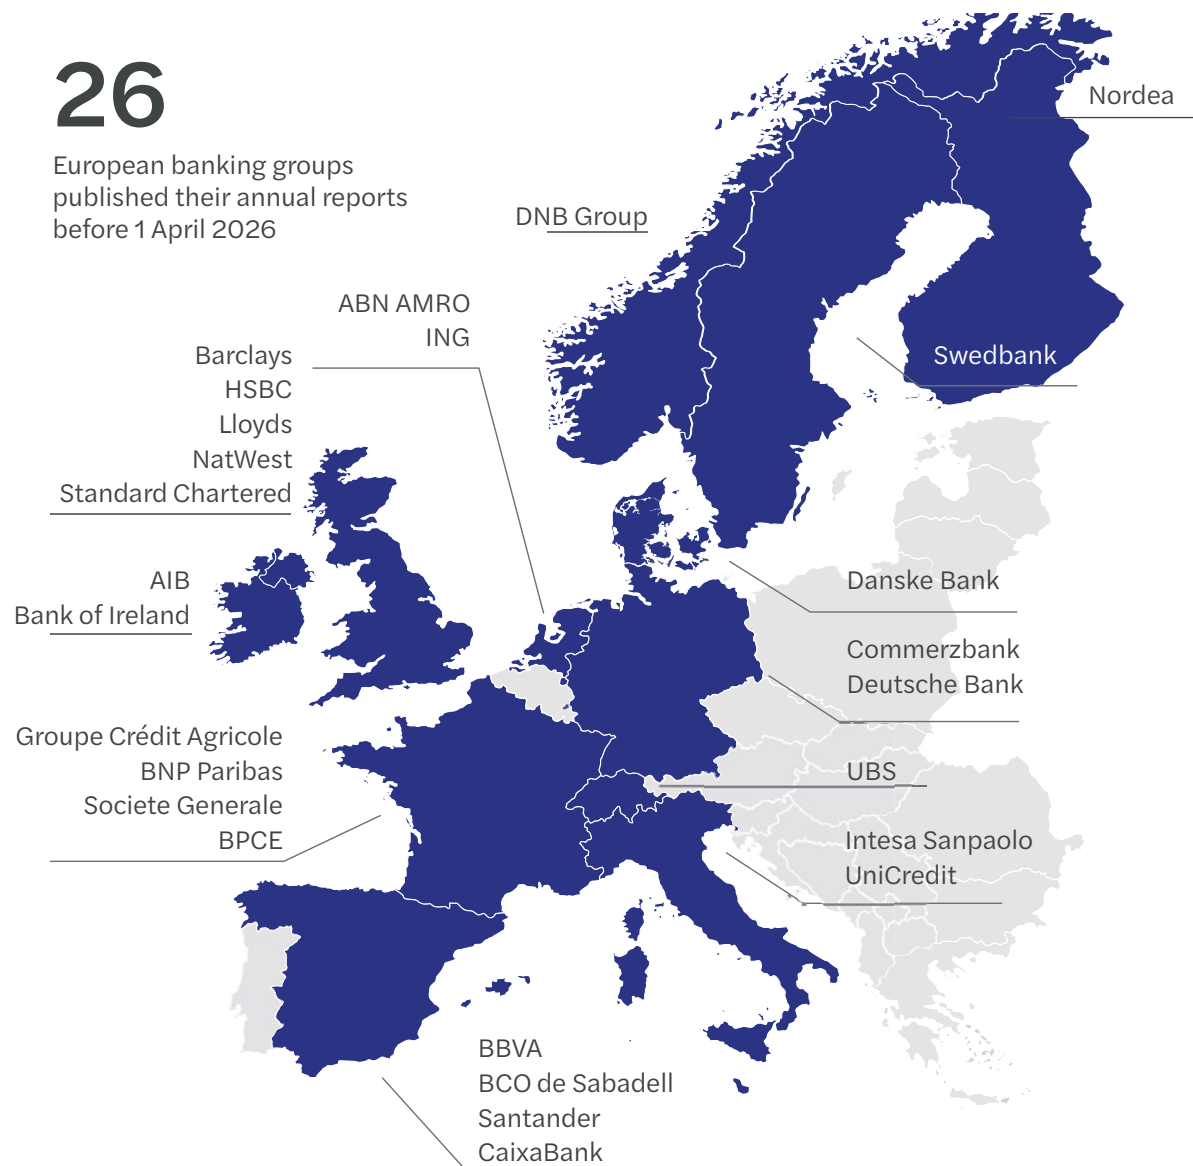 26
European banking groups
published their annual reports
before 1 April 2026
Nordea
DNB Group
ABN AMRO
ING
Swedbank
Barclays
HSBC
Lloyds
NatWest
Standard Chartered
AIB
Bank of Ireland
Danske Bank
Commerzbank
Deutsche Bank
Groupe Crédit Agricole
BNP Paribas
Societe Generale
BPCE
UBS
Intesa Sanpaolo
UniCredit
BBVA
BCO de Sabadell
Santander
CaixaBank